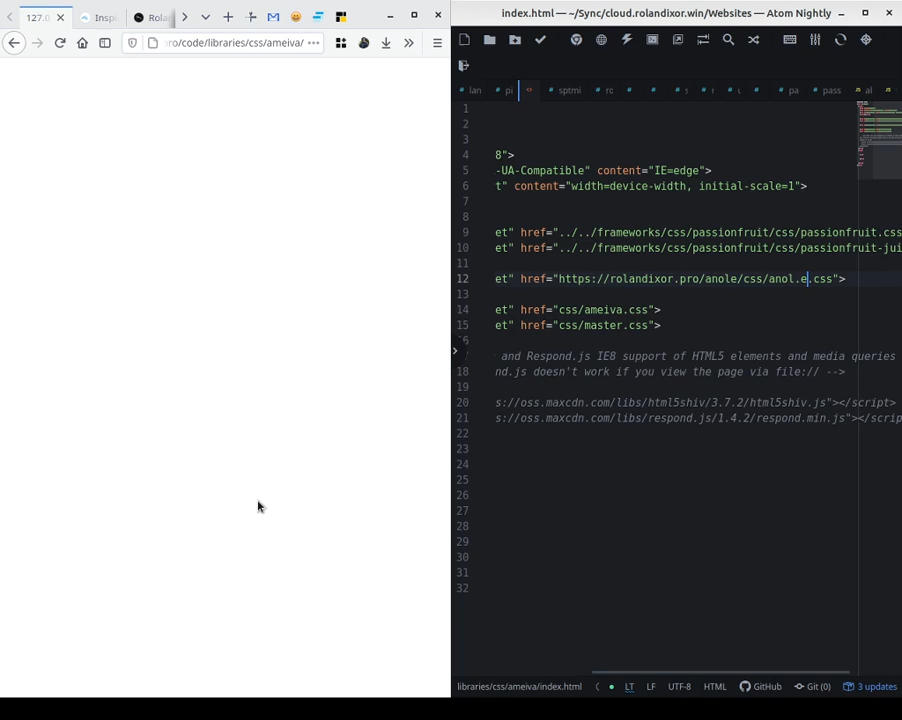 127.0
Inspi
Rola
index.html — ~/Sync/cloud.rolandixor.win/Websites — Atom Nightly
ro/code/libraries/css/ameiva/
lan
pi
sptmi
rc
s
r
pa
pass
al
1
2
3
4 8">
5 -UA-Compatible" content="IE=edge">
6 t" content="width=device-width, initial-scale=1">
7
8
9 et" href="../../frameworks/css/passionfruit/css/passionfruit.css
10 et" href="../../frameworks/css/passionfruit/css/passionfruit-jui
11
12 et" href="https://rolandixor.pro/anole/css/anol.e.css">
13
14 et" href="css/ameiva.css">
15 et" href="css/master.css">
and Respond.js IE8 support of HTML5 elements and media queries
18 nd.js doesn't work if you view the page via file:// -->
19
20 s://oss.maxcdn.com/libs/html5shiv/3.7.2/html5shiv.js"></script>
21 s://oss.maxcdn.com/libs/respond.js/1.4.2/respond.min.js"></scrip
22
23
24
25
26
27
28
29
30
31
32
libraries/css/ameiva/index.html
LT
LF
UTF-8
HTML
GitHub
Git (0)
3 updates